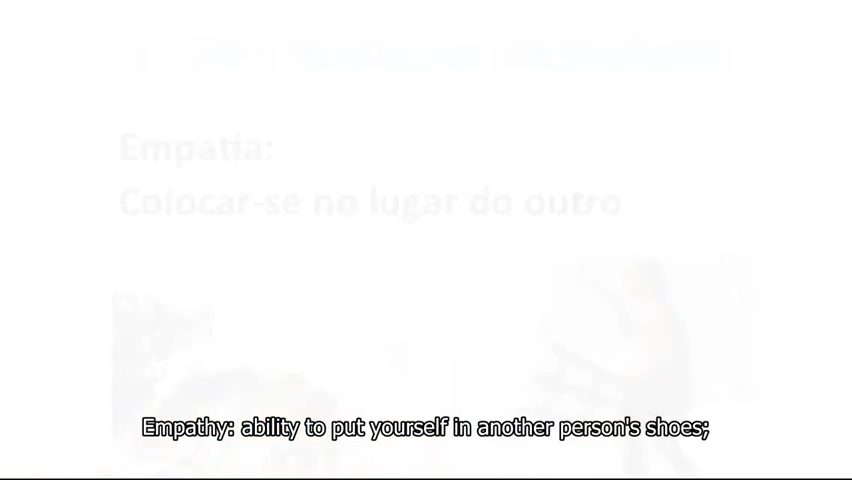 Empatia:
Colocar-se no lugar do outro
Empathy: ability to put yourself in another person's shoes;